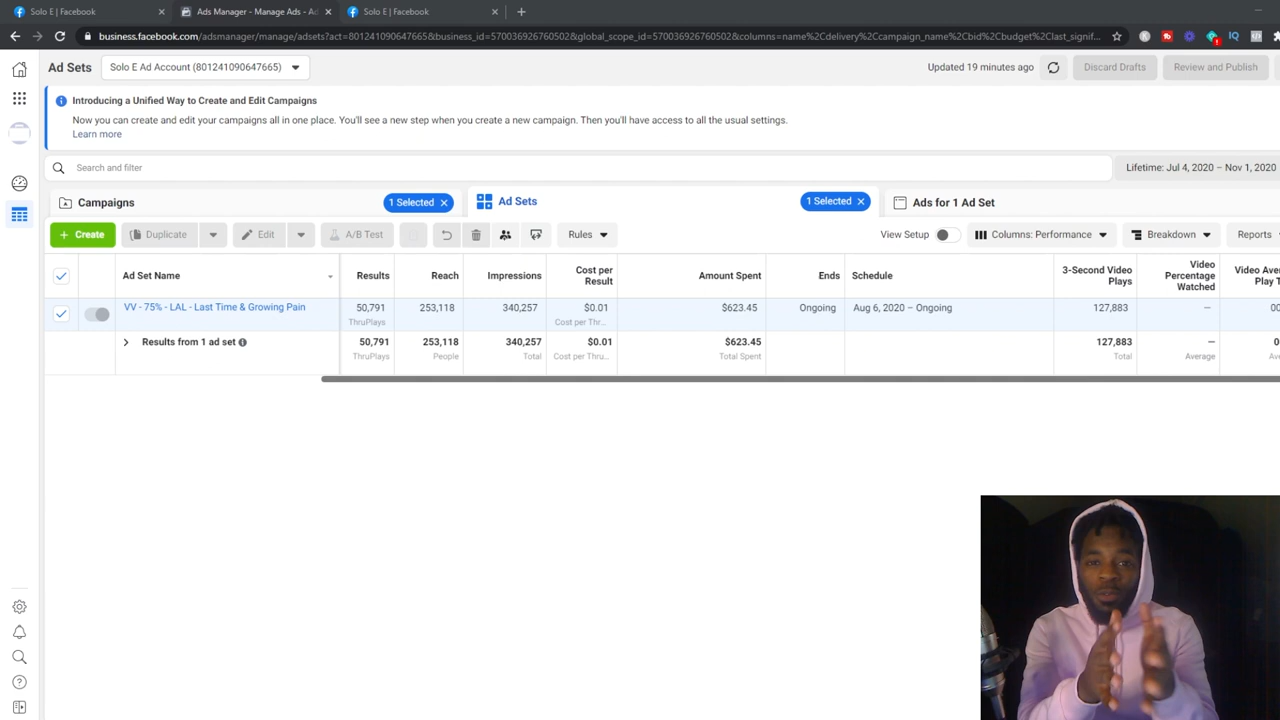 Solo E | Facebook
Ads Manager - Manage Ads - Ad
Solo E | Facebook
business.facebook.com/adsmanager/manage/adsets?act=801241090647665&business_id=570036926760502&global_scope_id=570036926760502&columns=name%2Cdelivery%2Ccampaign_name%2Cbid%2Cbudget%2Clast_signif...
Ad Sets
Solo E Ad Account (801241090647665)
Updated 19 minutes ago
Discard Drafts
Review and Publish
Introducing a Unified Way to Create and Edit Campaigns
Now you can create and edit your campaigns all in one place. You'll see a new step when you create a new campaign. Then you'll have access to all the usual settings.
Learn more
Search and filter
Lifetime: Jul 4, 2020 – Nov 1, 2020
Campaigns
1 Selected
Ad Sets
1 Selected
Ads for 1 Ad Set
+ Create
Duplicate
Edit
A/B Test
Rules
View Setup
Columns: Performance
Breakdown
Reports
Ad Set Name
Results
Reach
Impressions
Cost per Result
Amount Spent
Ends
Schedule
3-Second Video Plays
Video Percentage Watched
Video Ave
Play T
VV - 75% - LAL - Last Time & Growing Pain
50,791
253,118
340,257
$0.01
$623.45
Ongoing
Aug 6, 2020 – Ongoing
127,883
—
00
ThruPlays
Cost per Thr...
Results from 1 ad set
50,791
253,118
340,257
$0.01
$623.45
127,883
—
0
ThruPlays
People
Total
Cost per Thru...
Total Spent
Total
Average